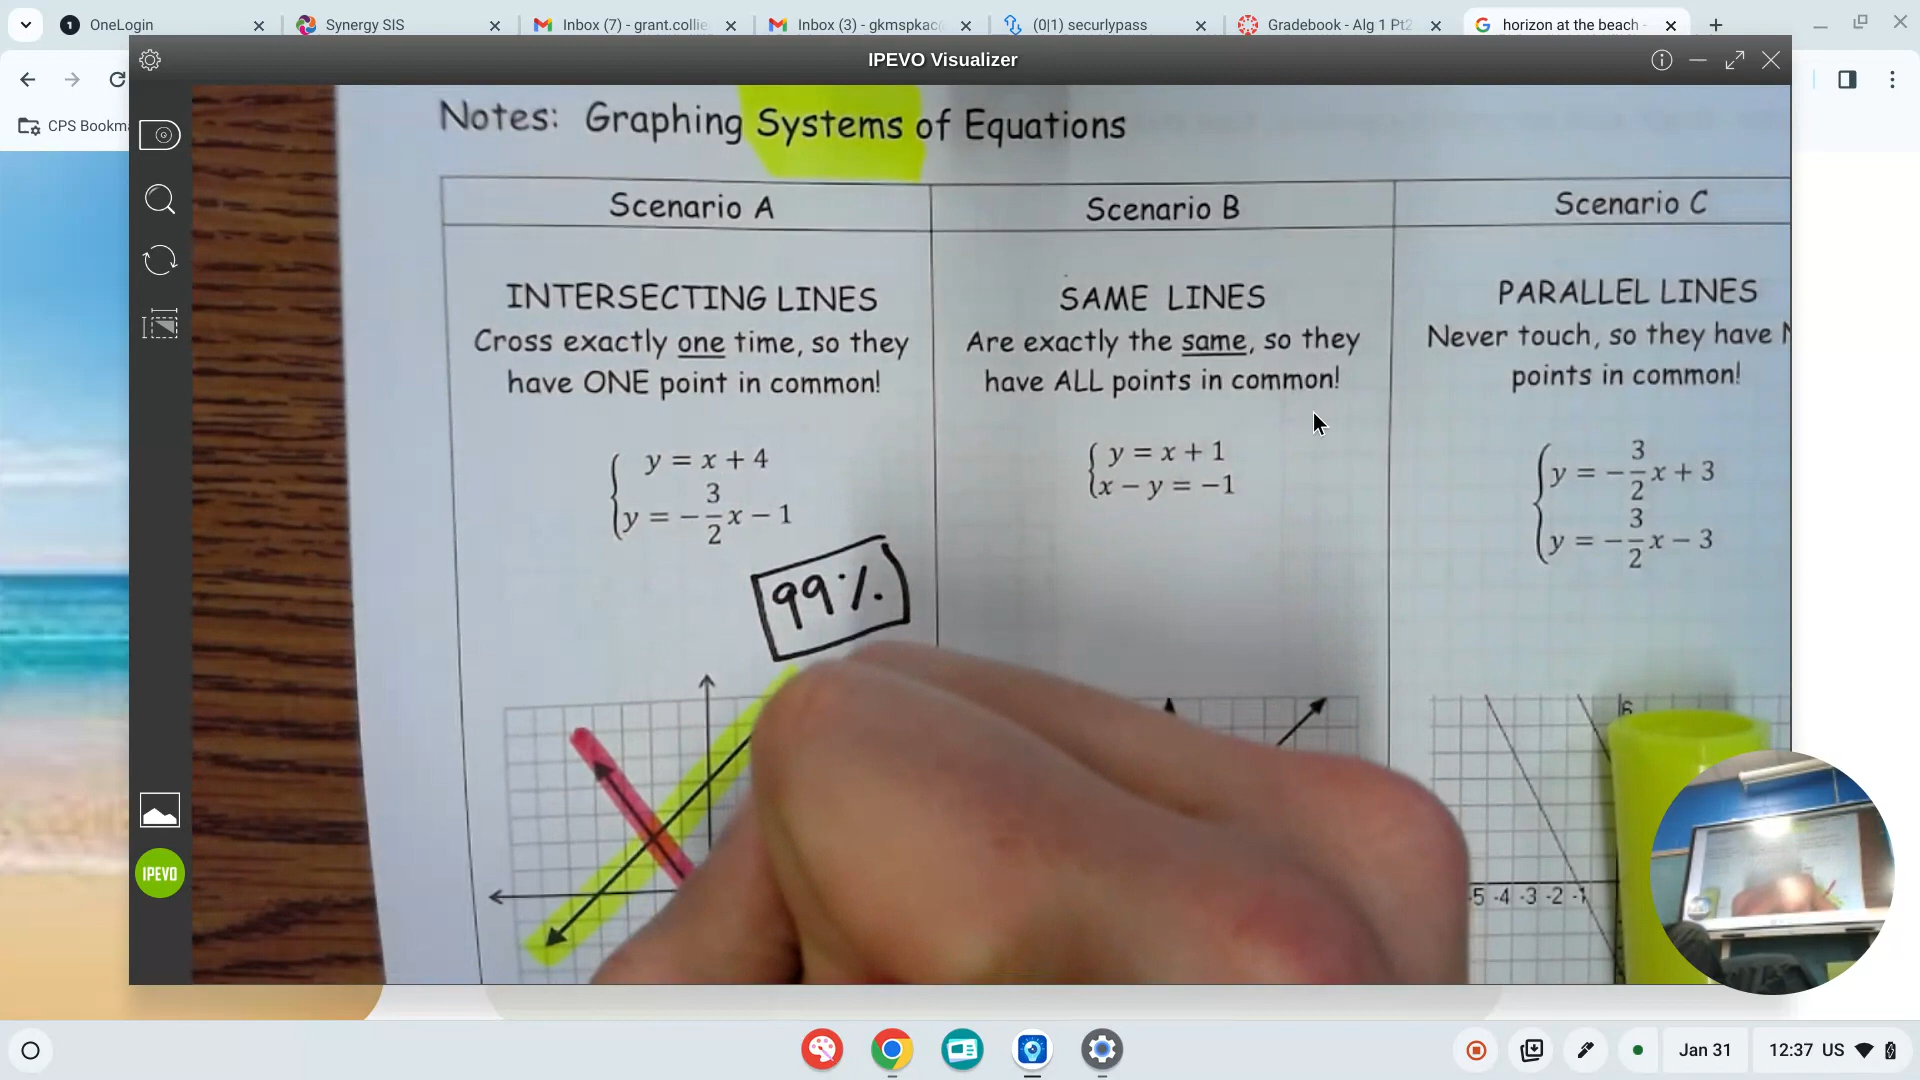 OneLogin
Synergy SIS
Inbox (7) - grant.collie
Inbox (3) - gkmspkac
(0|1) securlypass
Gradebook - Alg 1 Pt2
horizon at the beach -
IPEVO Visualizer
CPS Bookma
Notes: Graphing Systems of Equations
Scenario A
Scenario B
Scenario C
INTERSECTING LINES
Cross exactly one time, so they
have ONE point in common!
y = x + 4
y = -3/2 x - 1
99%
SAME LINES
Are exactly the same, so they
have ALL points in common!
y = x + 1
x - y = -1
PARALLEL LINES
Never touch, so they have
points in common!
y = -3/2 x + 3
y = -3/2 x - 3
6
-5 -4 -3 -2 -1
IPEVO
Jan 31
12:37 US